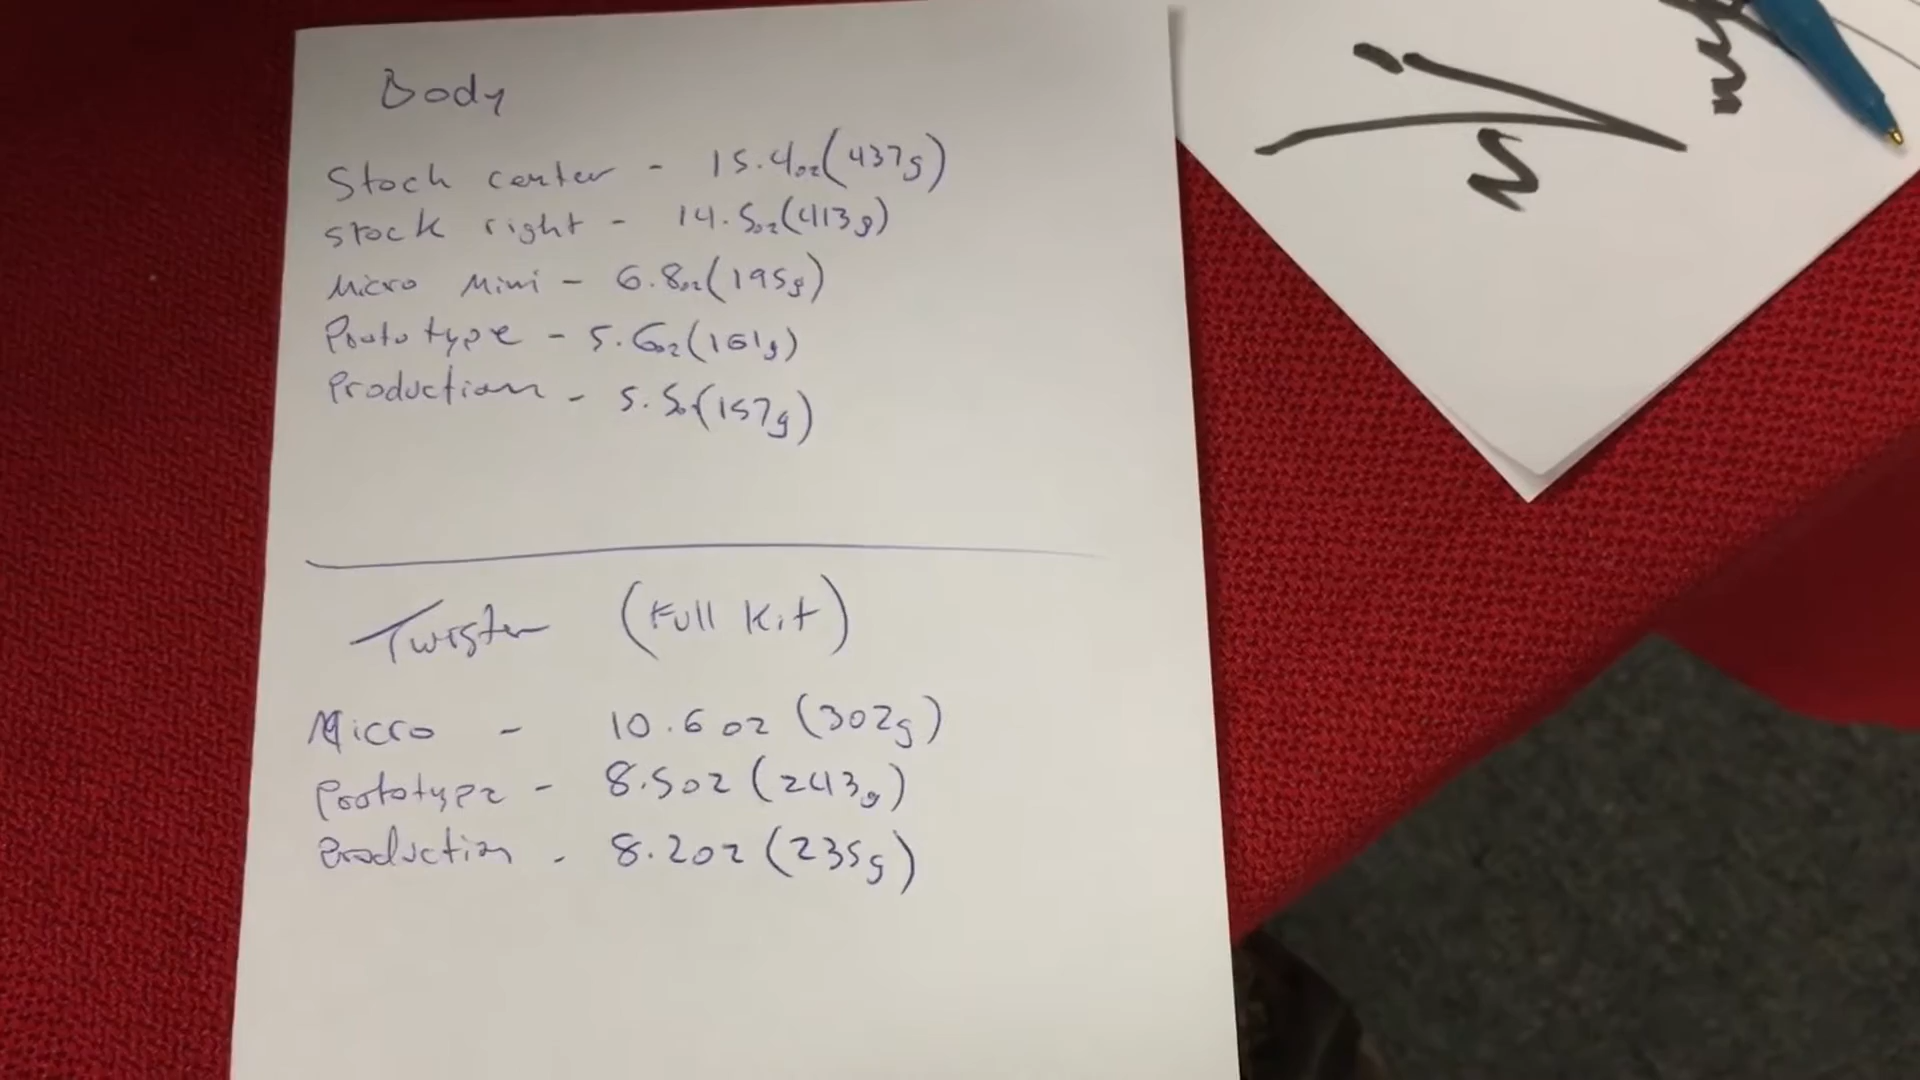 Body
Stock center - 15.4oz (437g)
stock right - 14.5oz (413g)
Micro Mini - 6.8oz (195g)
Prototype - 5.6oz (161g)
Production - 5.5oz (157g)
Twister (Full Kit)
Micro - 10.6 oz (302g)
Prototype - 8.5oz (243g)
Production - 8.2oz (235g)